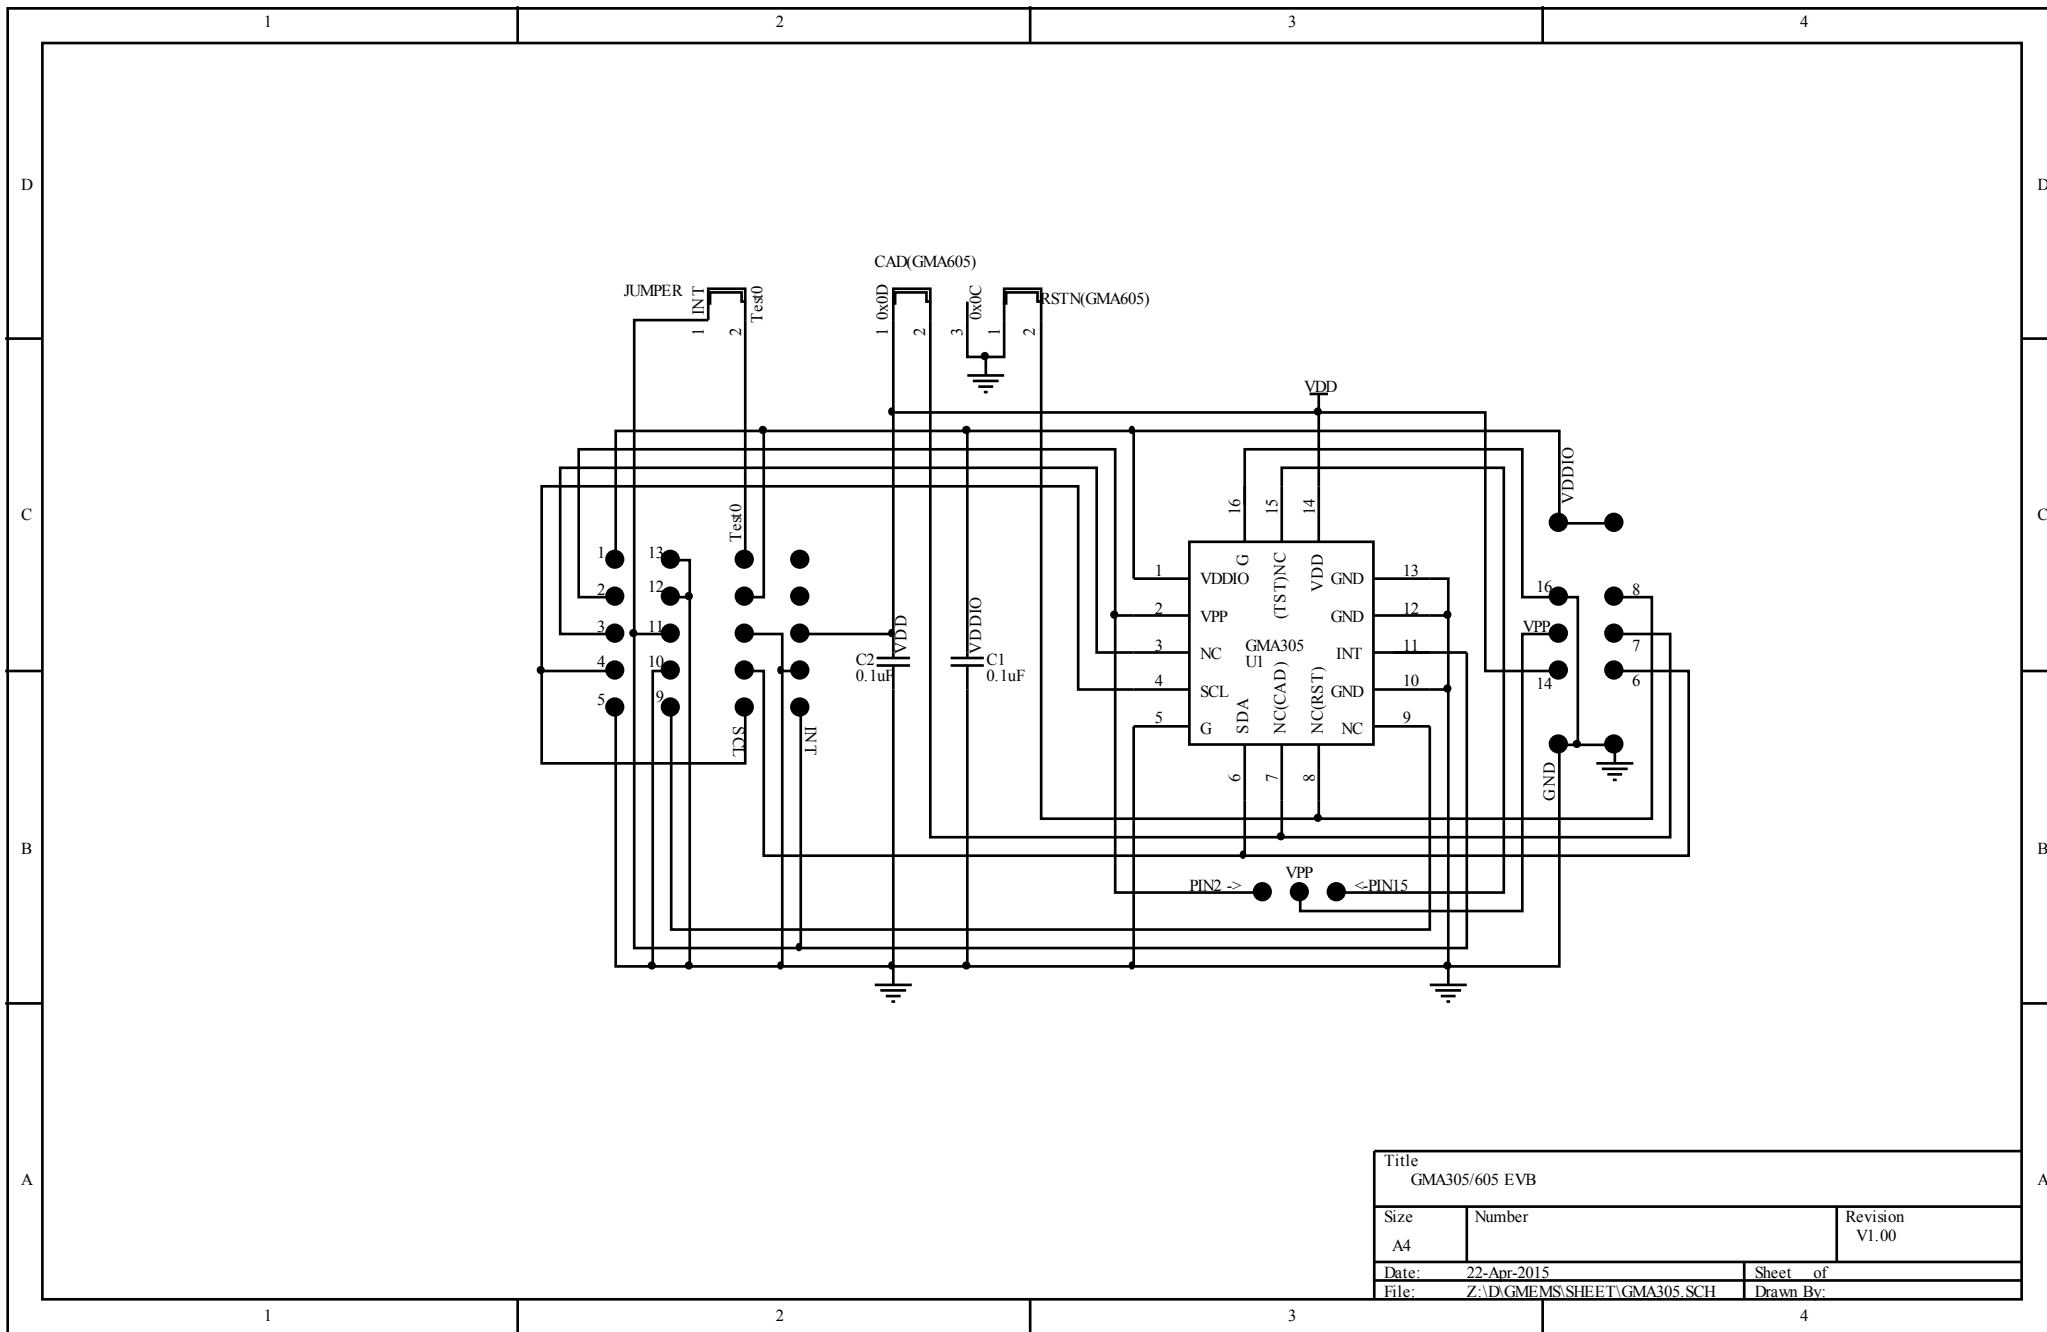 1 2 3 4
D D
CAD(GMA605)
JUMPER 1 INT 2 Test0 1 0x0D 2 3 0x0C 1 2 RSTN(GMA605)
VDD
C C
VDDIO
Test0
16 15 14
1 13
2 12
3 11
4 10
5 9
SCL INT
VDD VDDIO
C2
0.1uF
C1
0.1uF
1 VDDIO G (TST)NC VDD GND 13
2 VPP GND 12
3 NC INT 11
GMA305
U1
4 SCL GND 10
5 G SDA NC(CAD) NC(RST) NC 9
6 7 8
16 8
VPP 7
14 6
GND
B B
PIN2 -> VPP <-PIN15
A A
Title
GMA305/605 EVB
Size Number Revision
A4 V1.00
Date: 22-Apr-2015 Sheet of
File: Z:\D\GMEMS\SHEET\GMA305.SCH Drawn By:
1 2 3 4